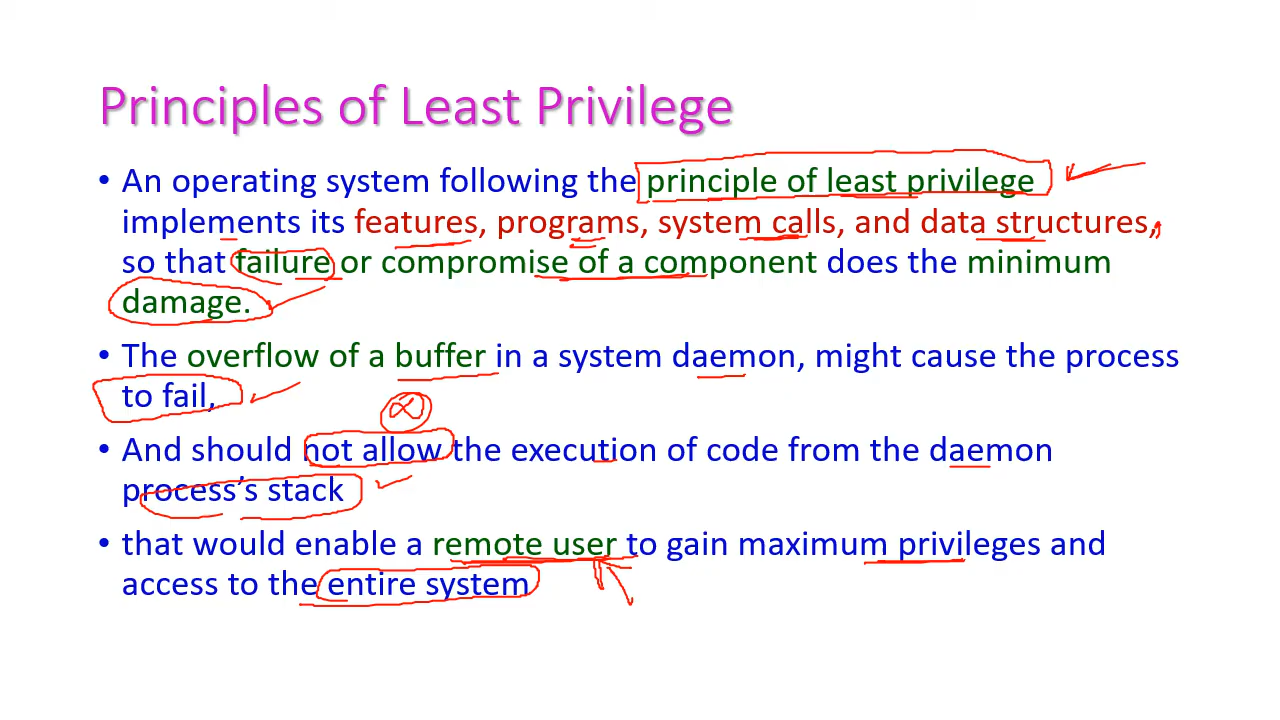 Principles of Least Privilege
• An operating system following the principle of least privilege
implements its features, programs, system calls, and data structures,
so that failure or compromise of a component does the minimum
damage.
• The overflow of a buffer in a system daemon, might cause the process
to fail,
• And should not allow the execution of code from the daemon
process’s stack
• that would enable a remote user to gain maximum privileges and
access to the entire system